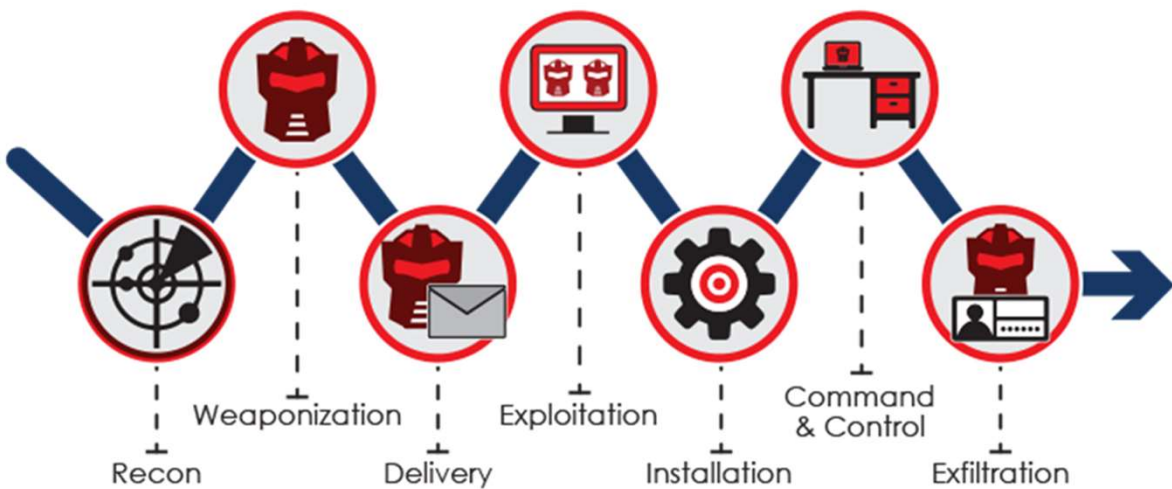 Recon
Weaponization
Delivery
Exploitation
Installation
Command
& Control
Exfiltration